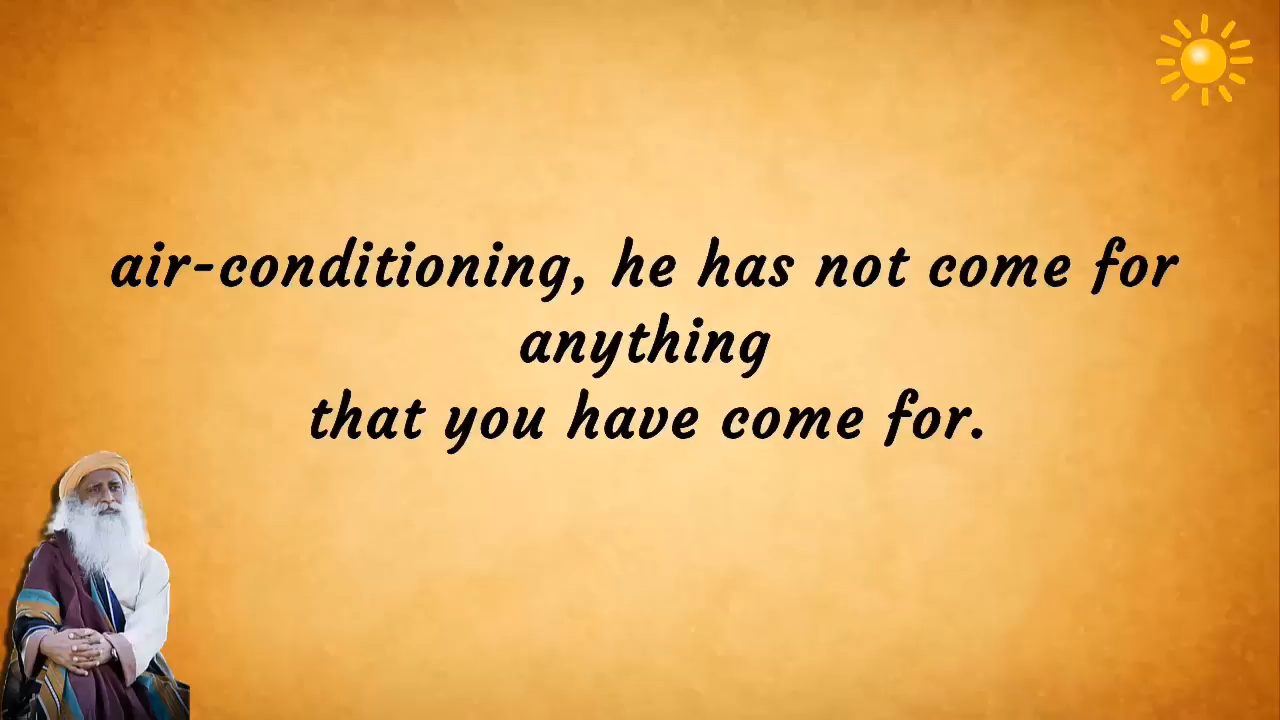 air-conditioning, he has not come for
anything
that you have come for.